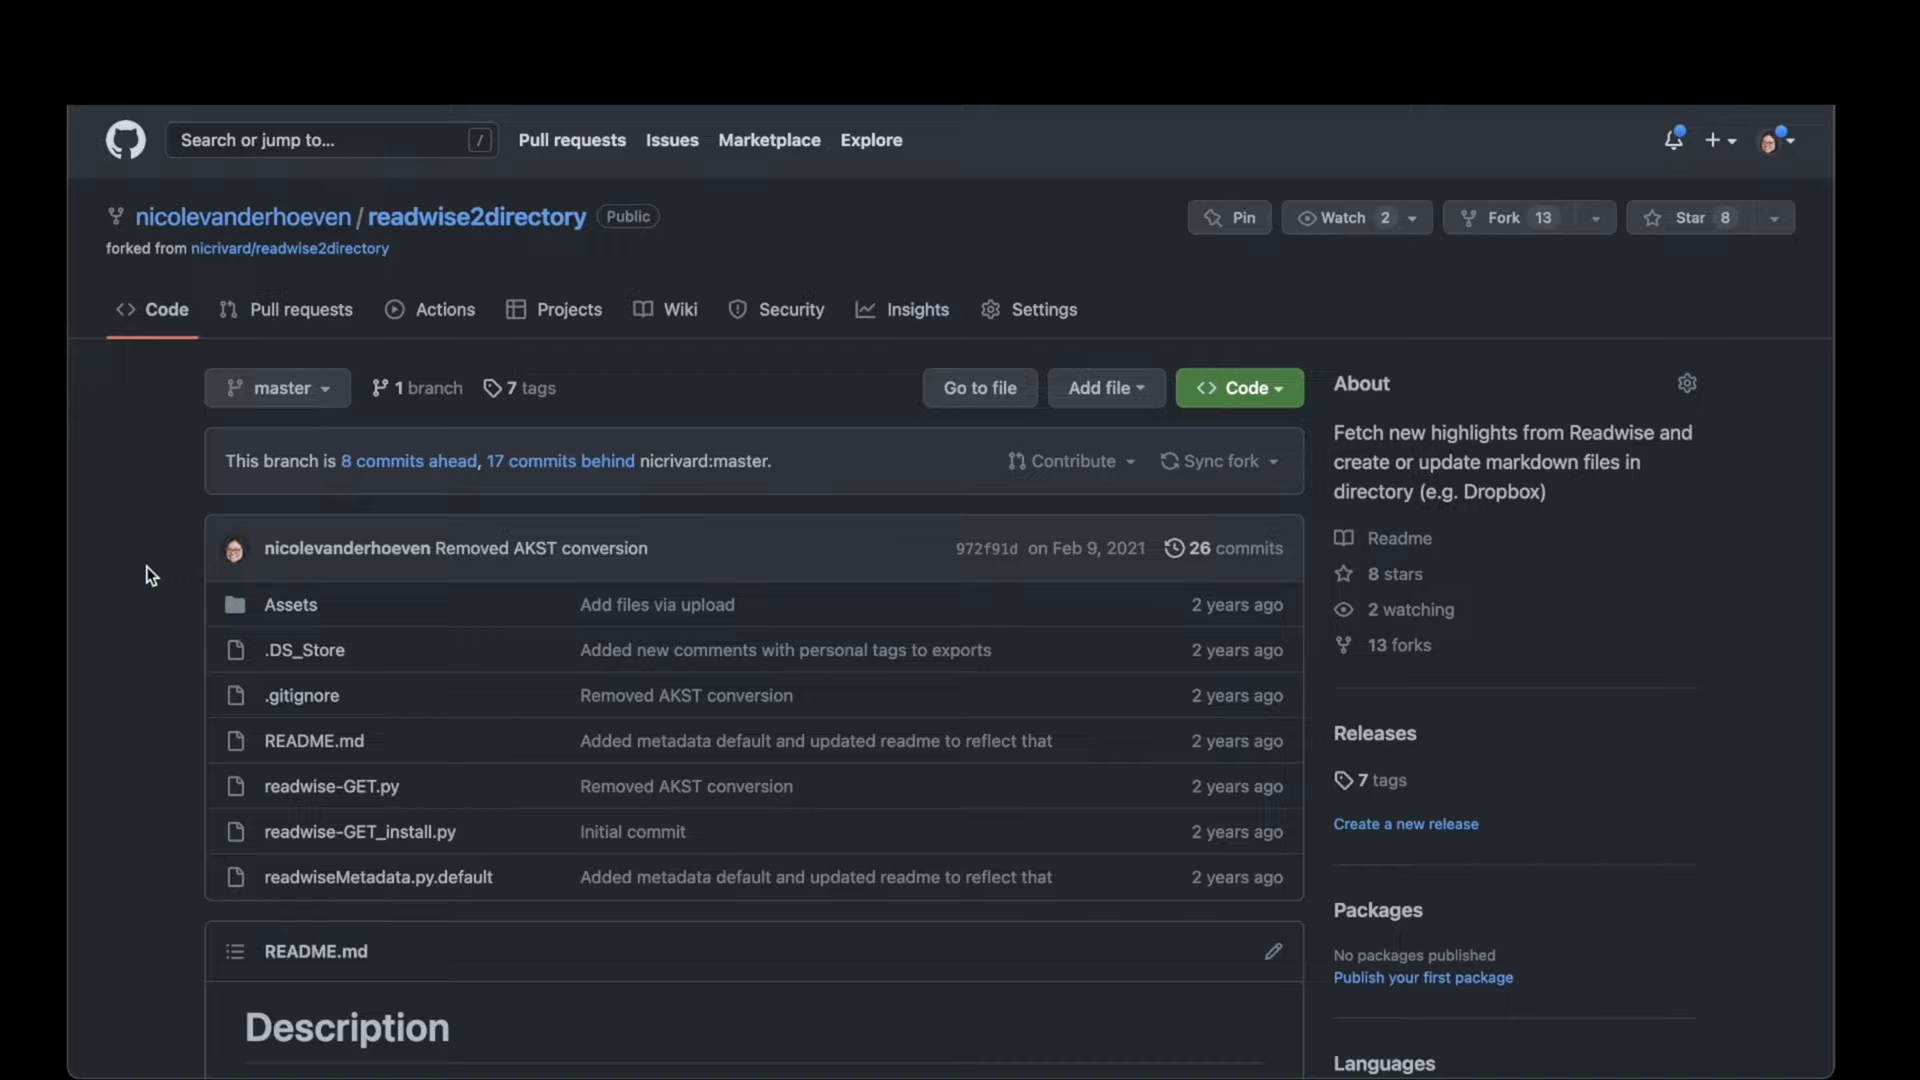 Search or jump to... /
Pull requests Issues Marketplace Explore
nicolevanderhoeven / readwise2directory Public
Pin Watch 2 Fork 13 Star 8
forked from nicrivard/readwise2directory
Code Pull requests Actions Projects Wiki Security Insights Settings
master 1 branch 7 tags Go to file Add file Code
This branch is 8 commits ahead, 17 commits behind nicrivard:master. Contribute Sync fork
nicolevanderhoeven Removed AKST conversion 972f91d on Feb 9, 2021 26 commits
Assets Add files via upload 2 years ago
.DS_Store Added new comments with personal tags to exports 2 years ago
.gitignore Removed AKST conversion 2 years ago
README.md Added metadata default and updated readme to reflect that 2 years ago
readwise-GET.py Removed AKST conversion 2 years ago
readwise-GET_install.py Initial commit 2 years ago
readwiseMetadata.py.default Added metadata default and updated readme to reflect that 2 years ago
README.md
Description
About
Fetch new highlights from Readwise and
create or update markdown files in
directory (e.g. Dropbox)
Readme
8 stars
2 watching
13 forks
Releases
7 tags
Create a new release
Packages
No packages published
Publish your first package
Languages